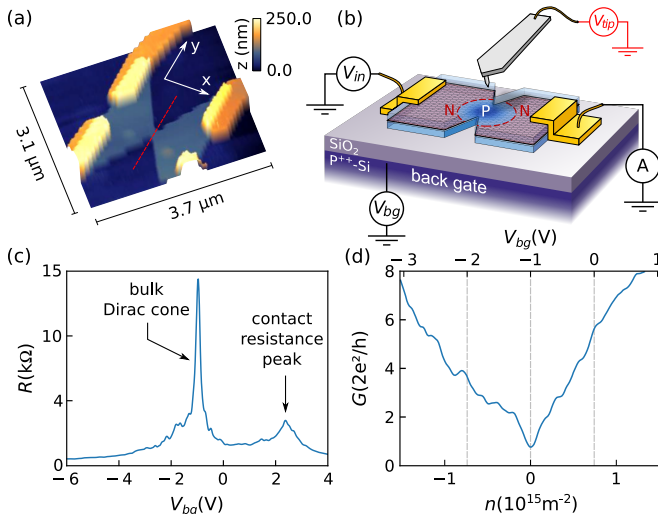 (a)
y
x
z (nm)
250.0
0.0
3.1 μm
3.7 μm
(b)
V_tip
V_in
N
P
N
SiO₂
P⁺⁺-Si
back gate
V_bg
A
(c)
15
14
9
4
0
R(kΩ)
bulk
Dirac cone
contact
resistance
peak
−6
−4
−2
0
2
4
V_bg(V)
(d)
V_bg(V)
−3
−2
−1
0
8
6
4
2
0
G(2e²/h)
−1
0
1
n(10¹⁵m⁻²)